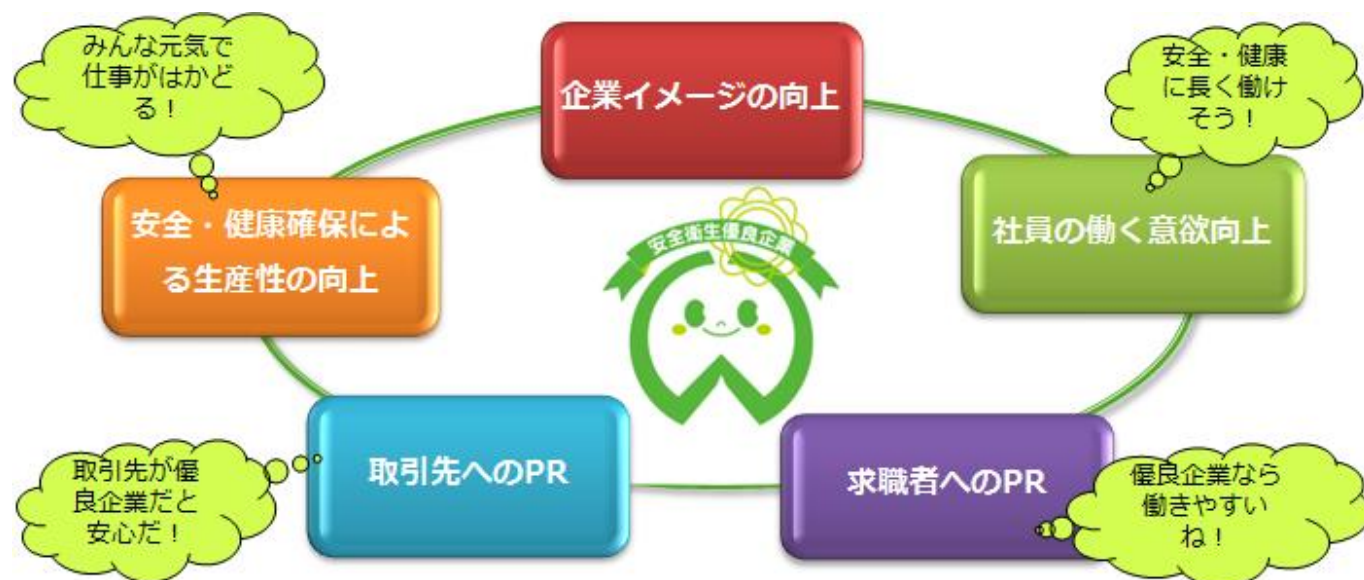 みんな元気で
仕事がはかど
る！
企業イメージの向上
安全・健康
に長く働け
そう！
安全・健康確保によ
る生産性の向上
安全衛生優良企業
社員の働く意欲向上
取引先が優
良企業だと
安心だ！
取引先へのPR
求職者へのPR
優良企業なら
働きやすい
ね！